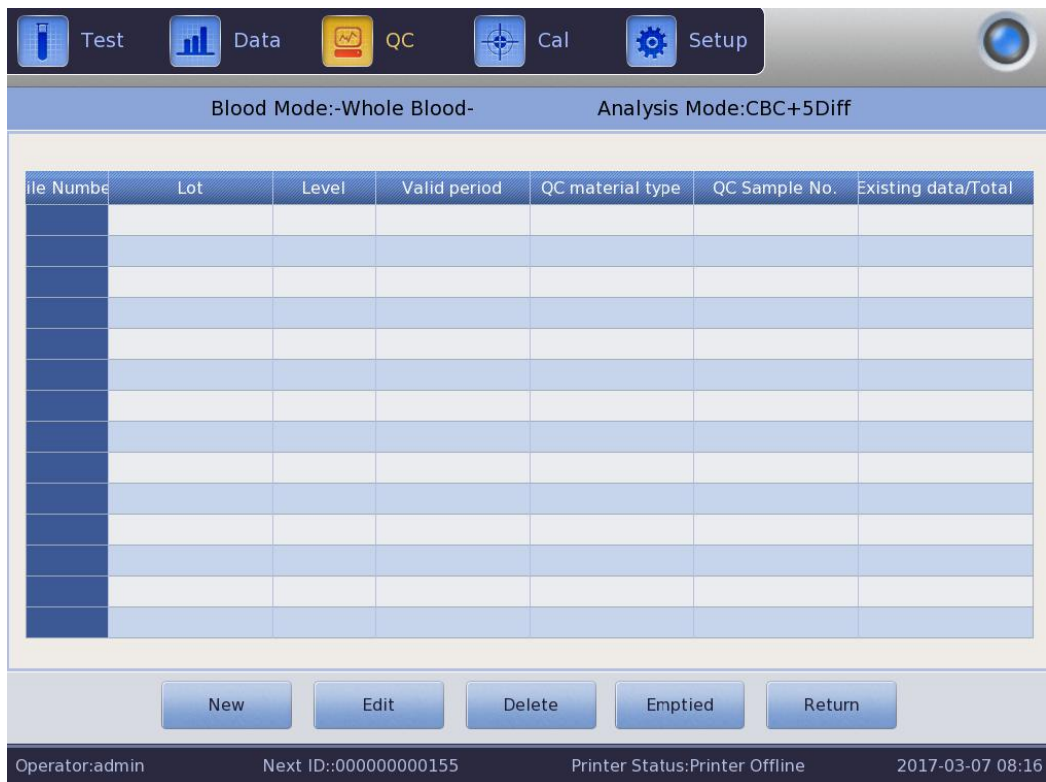 Test Data QC Cal Setup
Blood Mode:-Whole Blood- Analysis Mode:CBC+5Diff
ile Numbe Lot Level Valid period QC material type QC Sample No. Existing data/Total
New Edit Delete Emptied Return
Operator:admin Next ID::000000000155 Printer Status:Printer Offline 2017-03-07 08:16